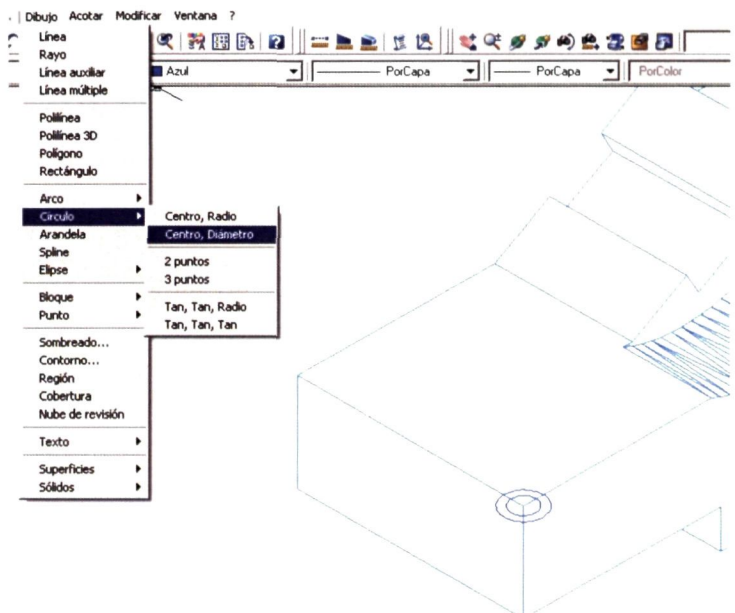 Dibujo Acotar Modificar Ventana ?
Azul PorCapa PorCapa PorColor
Línea
Rayo
Línea auxiliar
Línea múltiple
Polilínea
Polilínea 3D
Polígono
Rectángulo
Arco
Círculo
Arandela
Spline
Elipse
Bloque
Punto
Sombreado...
Contorno...
Región
Cobertura
Nube de revisión
Texto
Superficies
Sólidos
Centro, Radio
Centro, Diámetro
2 puntos
3 puntos
Tan, Tan, Radio
Tan, Tan, Tan